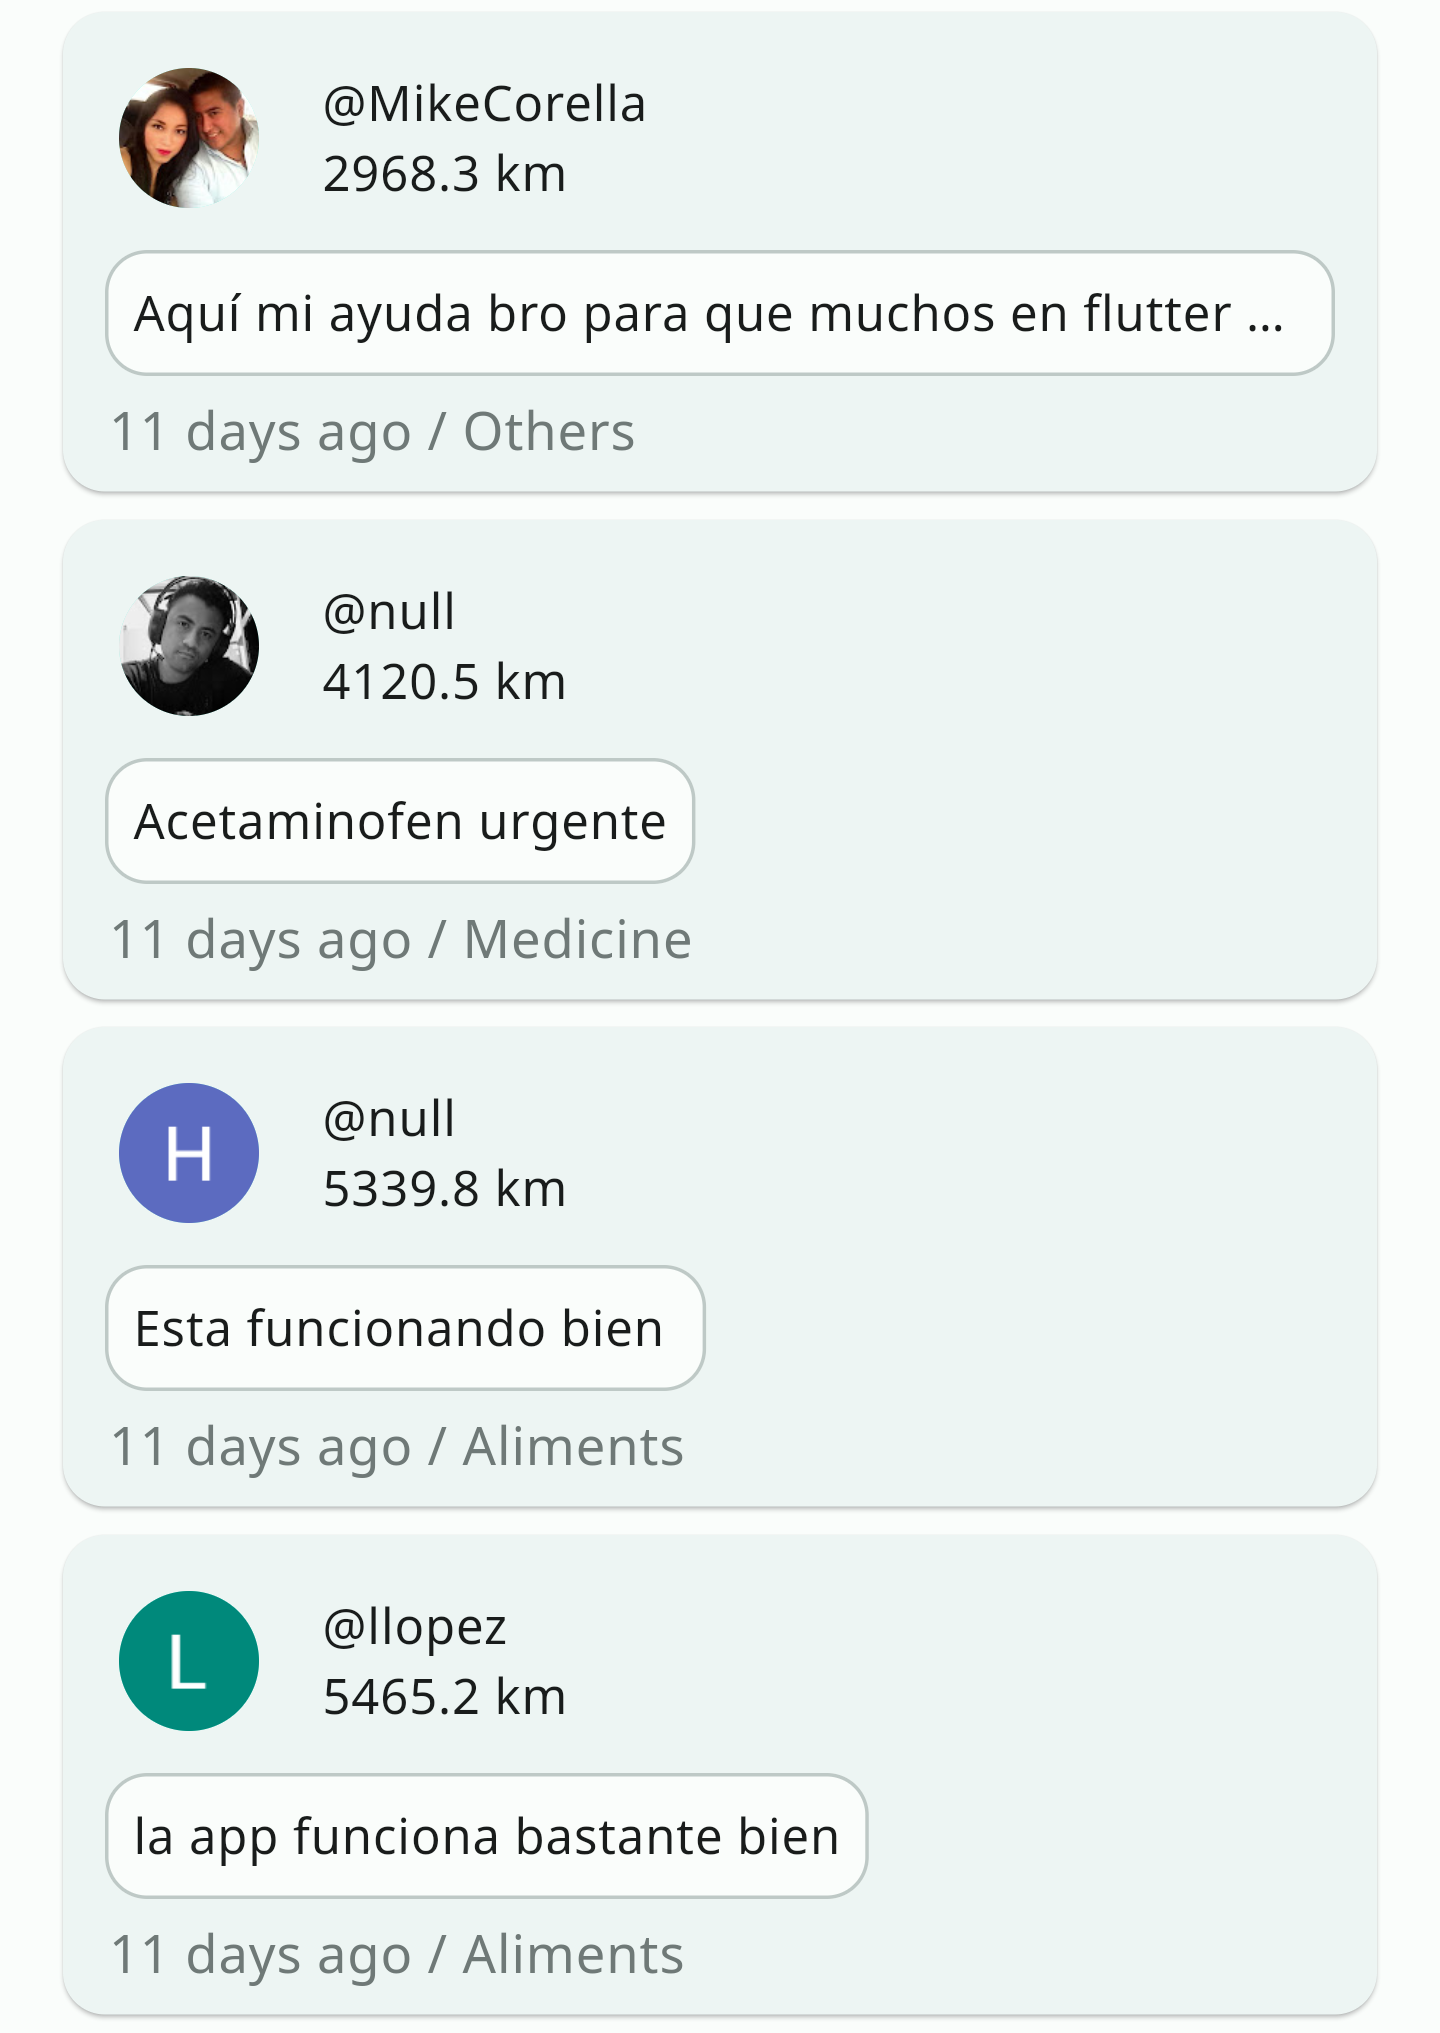 @MikeCorella
2968.3 km
Aquí mi ayuda bro para que muchos en flutter ...
11 days ago / Others
@null
4120.5 km
Acetaminofen urgente
11 days ago / Medicine
H
@null
5339.8 km
Esta funcionando bien
11 days ago / Aliments
L
@llopez
5465.2 km
la app funciona bastante bien
11 days ago / Aliments